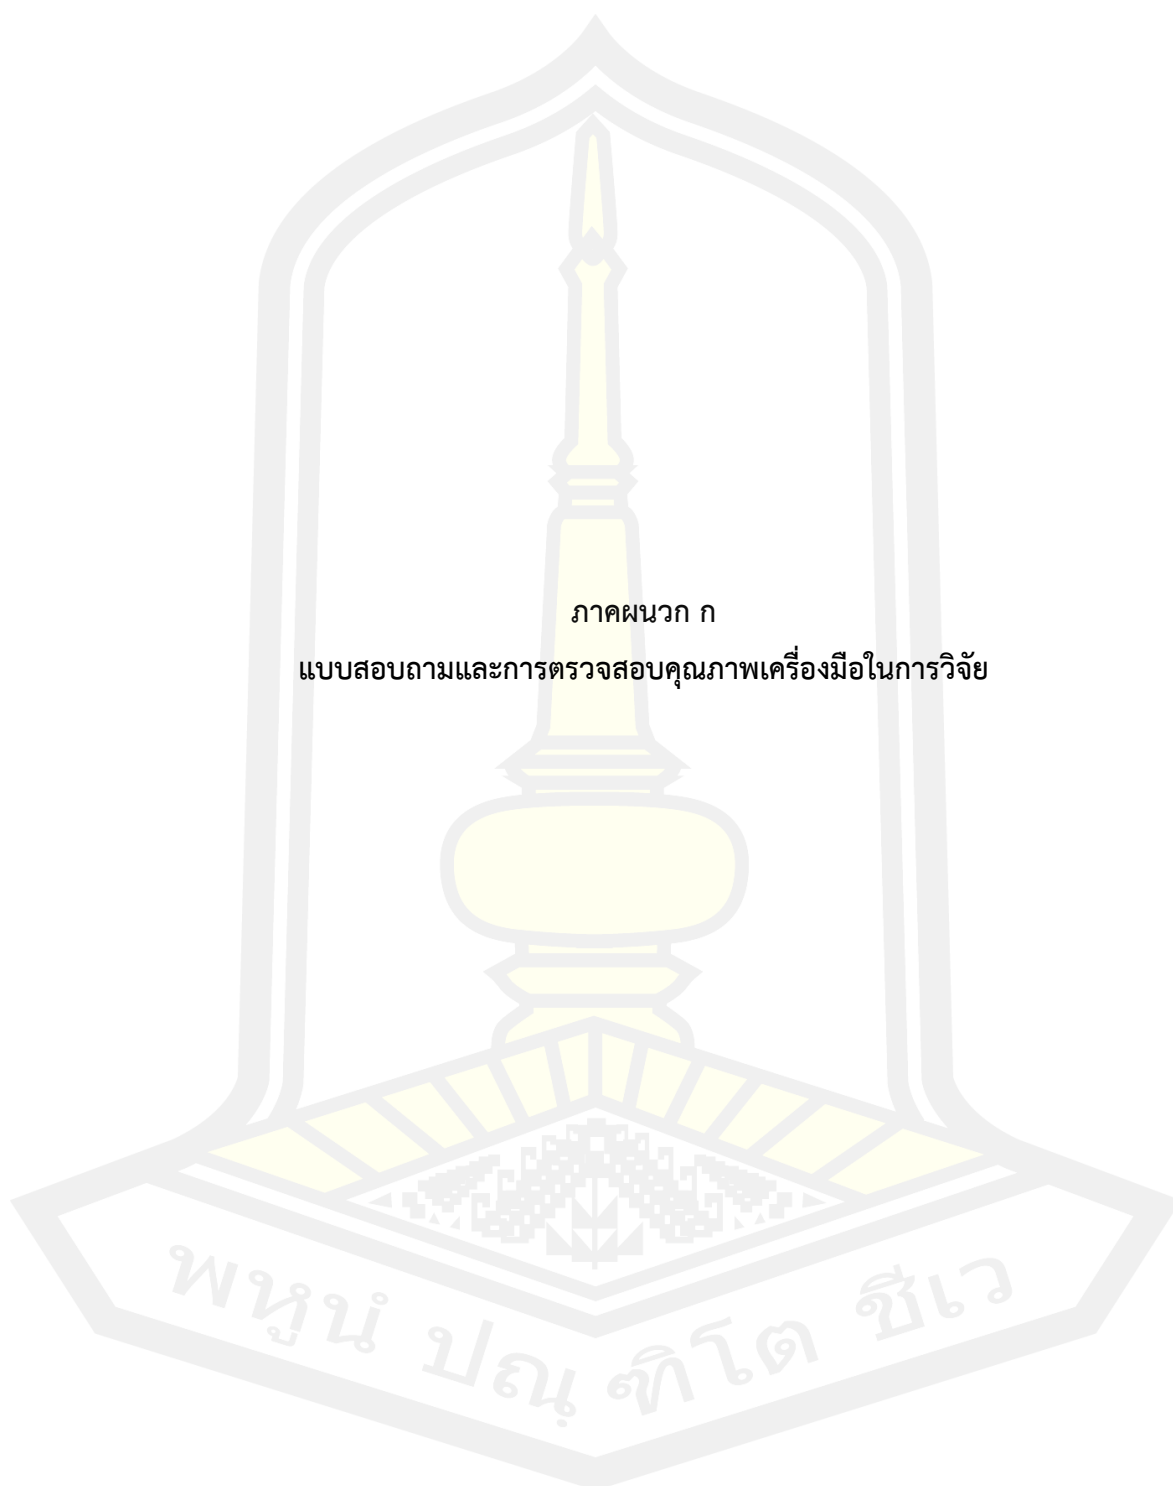 ภาคผนวก ก
แบบสอบถามและการตรวจสอบคุณภาพเครื่องมือในการวิจัย
พหูนํ ปณฺฑิโต ชีเว